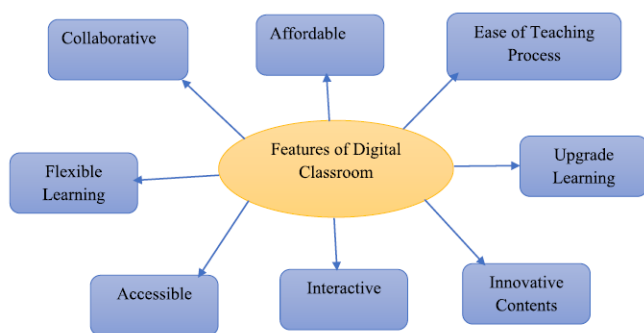 Collaborative
Affordable
Ease of Teaching
Process
Features of Digital
Classroom
Flexible
Learning
Upgrade
Learning
Accessible
Interactive
Innovative
Contents